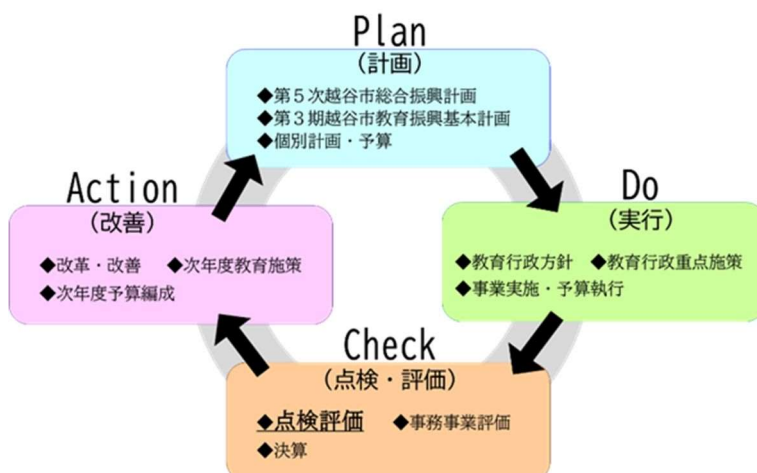 Plan
(計画)
◆第5次越谷市総合振興計画
◆第3期越谷市教育振興基本計画
◆個別計画・予算
Do
(実行)
◆教育行政方針 ◆教育行政重点施策
◆事業実施・予算執行
Check
(点検・評価)
◆点検評価 ◆事務事業評価
◆決算
Action
(改善)
◆改革・改善 ◆次年度教育施策
◆次年度予算編成